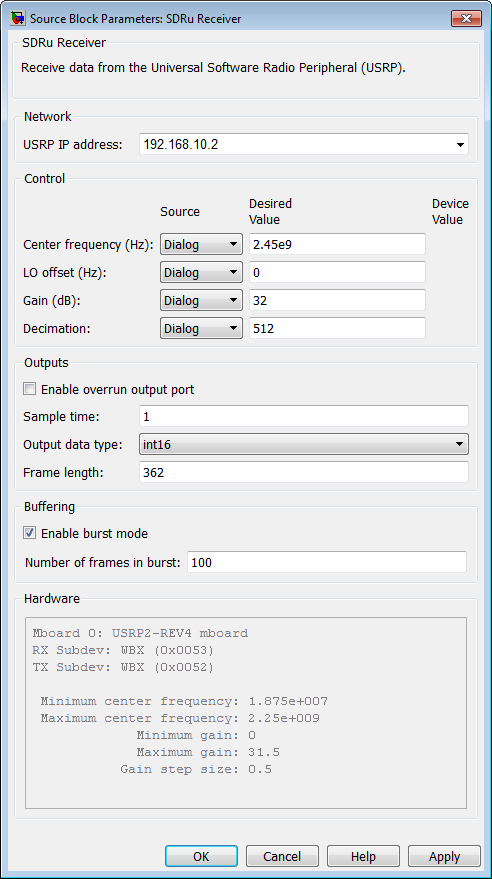 Source Block Parameters: SDRu Receiver
SDRu Receiver
Receive data from the Universal Software Radio Peripheral (USRP).
Network
USRP IP address: 192.168.10.2
Control
Source Desired Value Device Value
Center frequency (Hz): Dialog 2.45e9
LO offset (Hz): Dialog 0
Gain (dB): Dialog 32
Decimation: Dialog 512
Outputs
Enable overrun output port
Sample time: 1
Output data type: int16
Frame length: 362
Buffering
Enable burst mode
Number of frames in burst: 100
Hardware
Mboard 0: USRP2-REV4 mboard
RX Subdev: WBX (0x0053)
TX Subdev: WBX (0x0052)
Minimum center frequency: 1.875e+007
Maximum center frequency: 2.25e+009
Minimum gain: 0
Maximum gain: 31.5
Gain step size: 0.5
OK Cancel Help Apply